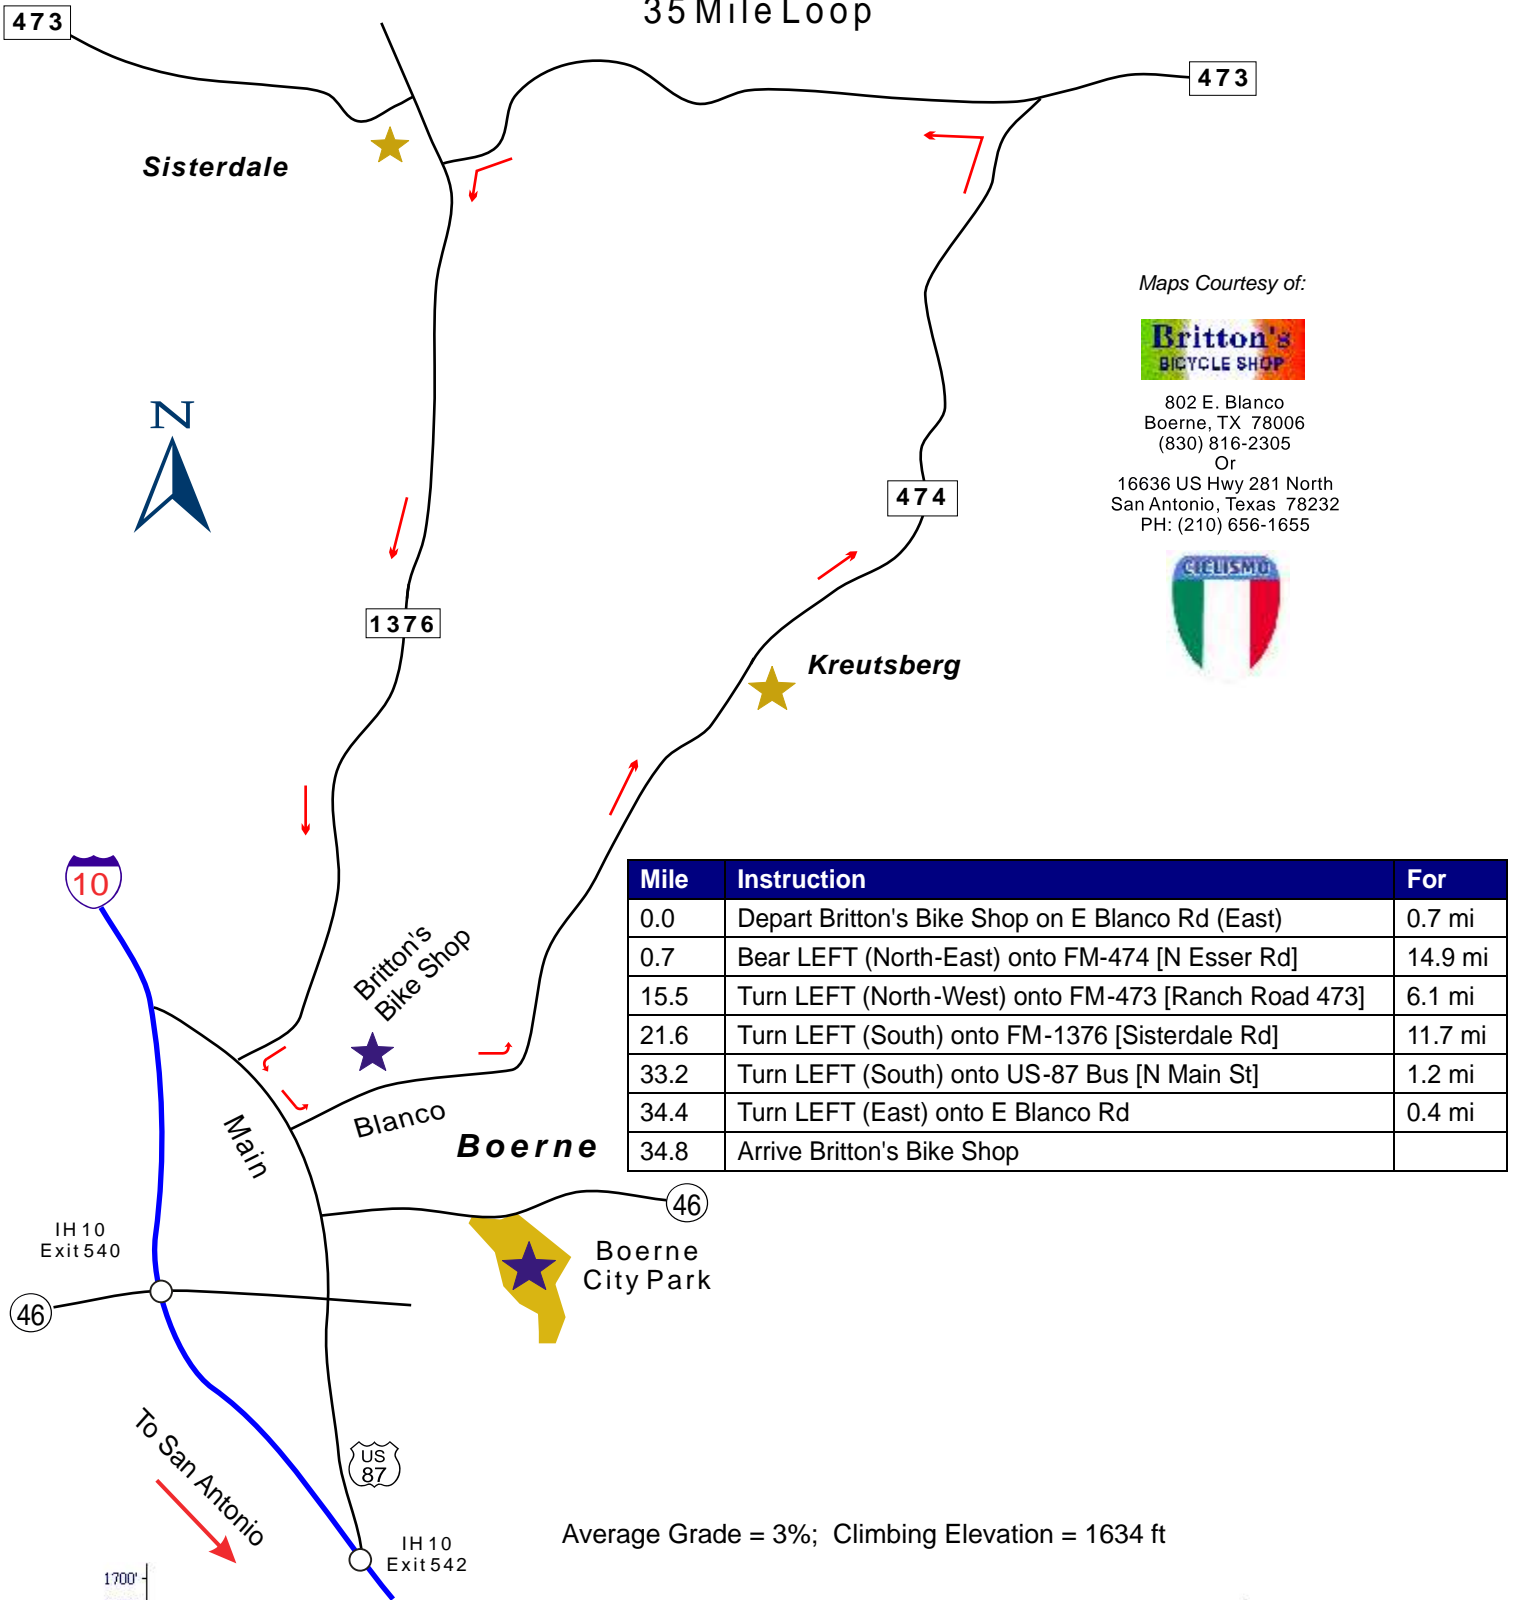 35 Mile Loop
473
473
Sisterdale
Maps Courtesy of:
Britton's
BICYCLE SHOP
802 E. Blanco
Boerne, TX 78006
(830) 816-2305
Or
16636 US Hwy 281 North
San Antonio, Texas 78232
PH: (210) 656-1655
CICLISMO
N
474
1376
Kreutsberg
10
Britton's
Bike Shop
Mile Instruction For
0.0 Depart Britton's Bike Shop on E Blanco Rd (East) 0.7 mi
0.7 Bear LEFT (North-East) onto FM-474 [N Esser Rd] 14.9 mi
15.5 Turn LEFT (North-West) onto FM-473 [Ranch Road 473] 6.1 mi
21.6 Turn LEFT (South) onto FM-1376 [Sisterdale Rd] 11.7 mi
33.2 Turn LEFT (South) onto US-87 Bus [N Main St] 1.2 mi
34.4 Turn LEFT (East) onto E Blanco Rd 0.4 mi
34.8 Arrive Britton's Bike Shop
Main
Blanco
Boerne
46
IH 10
Exit 540
Boerne
City Park
46
To San Antonio
US
87
IH 10
Exit 542
Average Grade = 3%; Climbing Elevation = 1634 ft
1700'